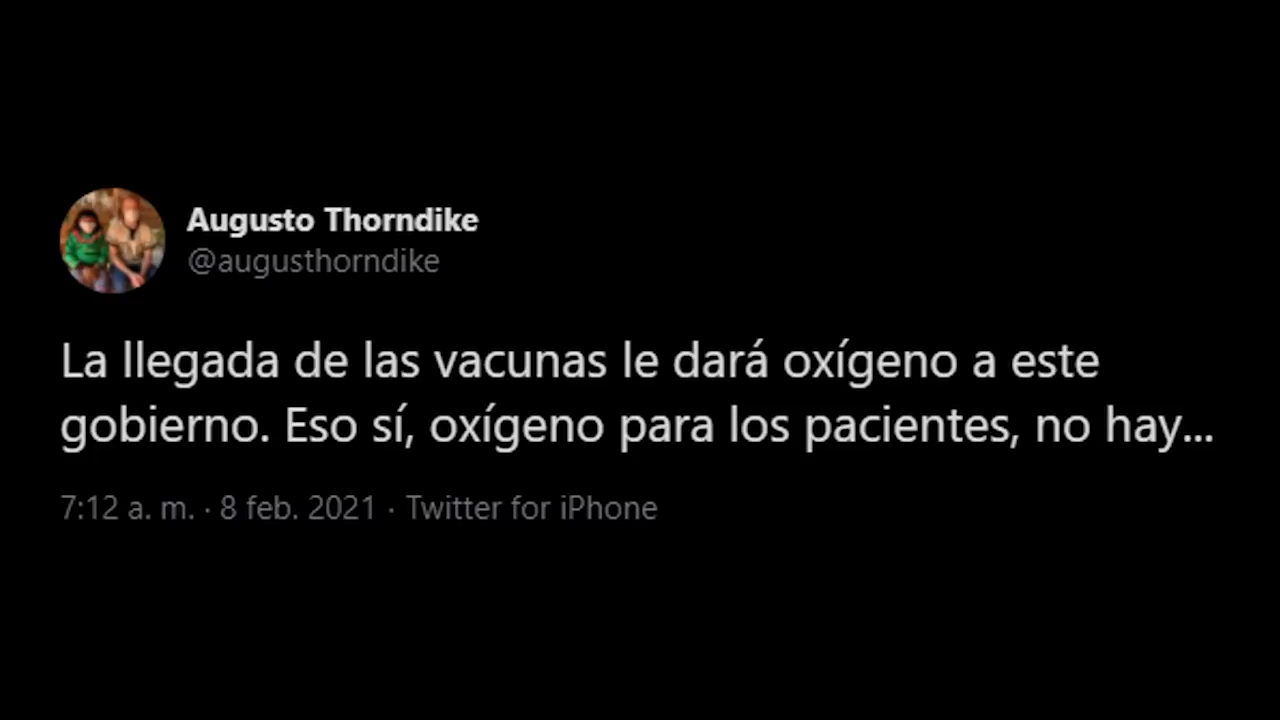 Augusto Thorndike
@augusthorndike
La llegada de las vacunas le dará oxígeno a este
gobierno. Eso sí, oxígeno para los pacientes, no hay...
7:12 a. m. · 8 feb. 2021 · Twitter for iPhone